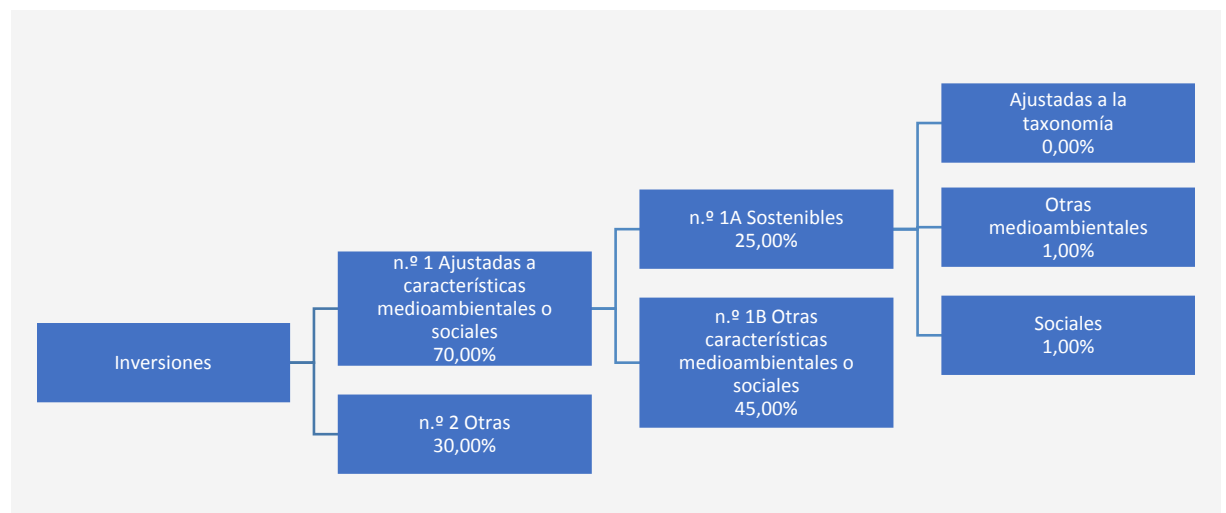 Inversiones
n.º 1 Ajustadas a
características
medioambientales o
sociales
70,00%
n.º 2 Otras
30,00%
n.º 1A Sostenibles
25,00%
n.º 1B Otras
características
medioambientales o
sociales
45,00%
Ajustadas a la
taxonomía
0,00%
Otras
medioambientales
1,00%
Sociales
1,00%